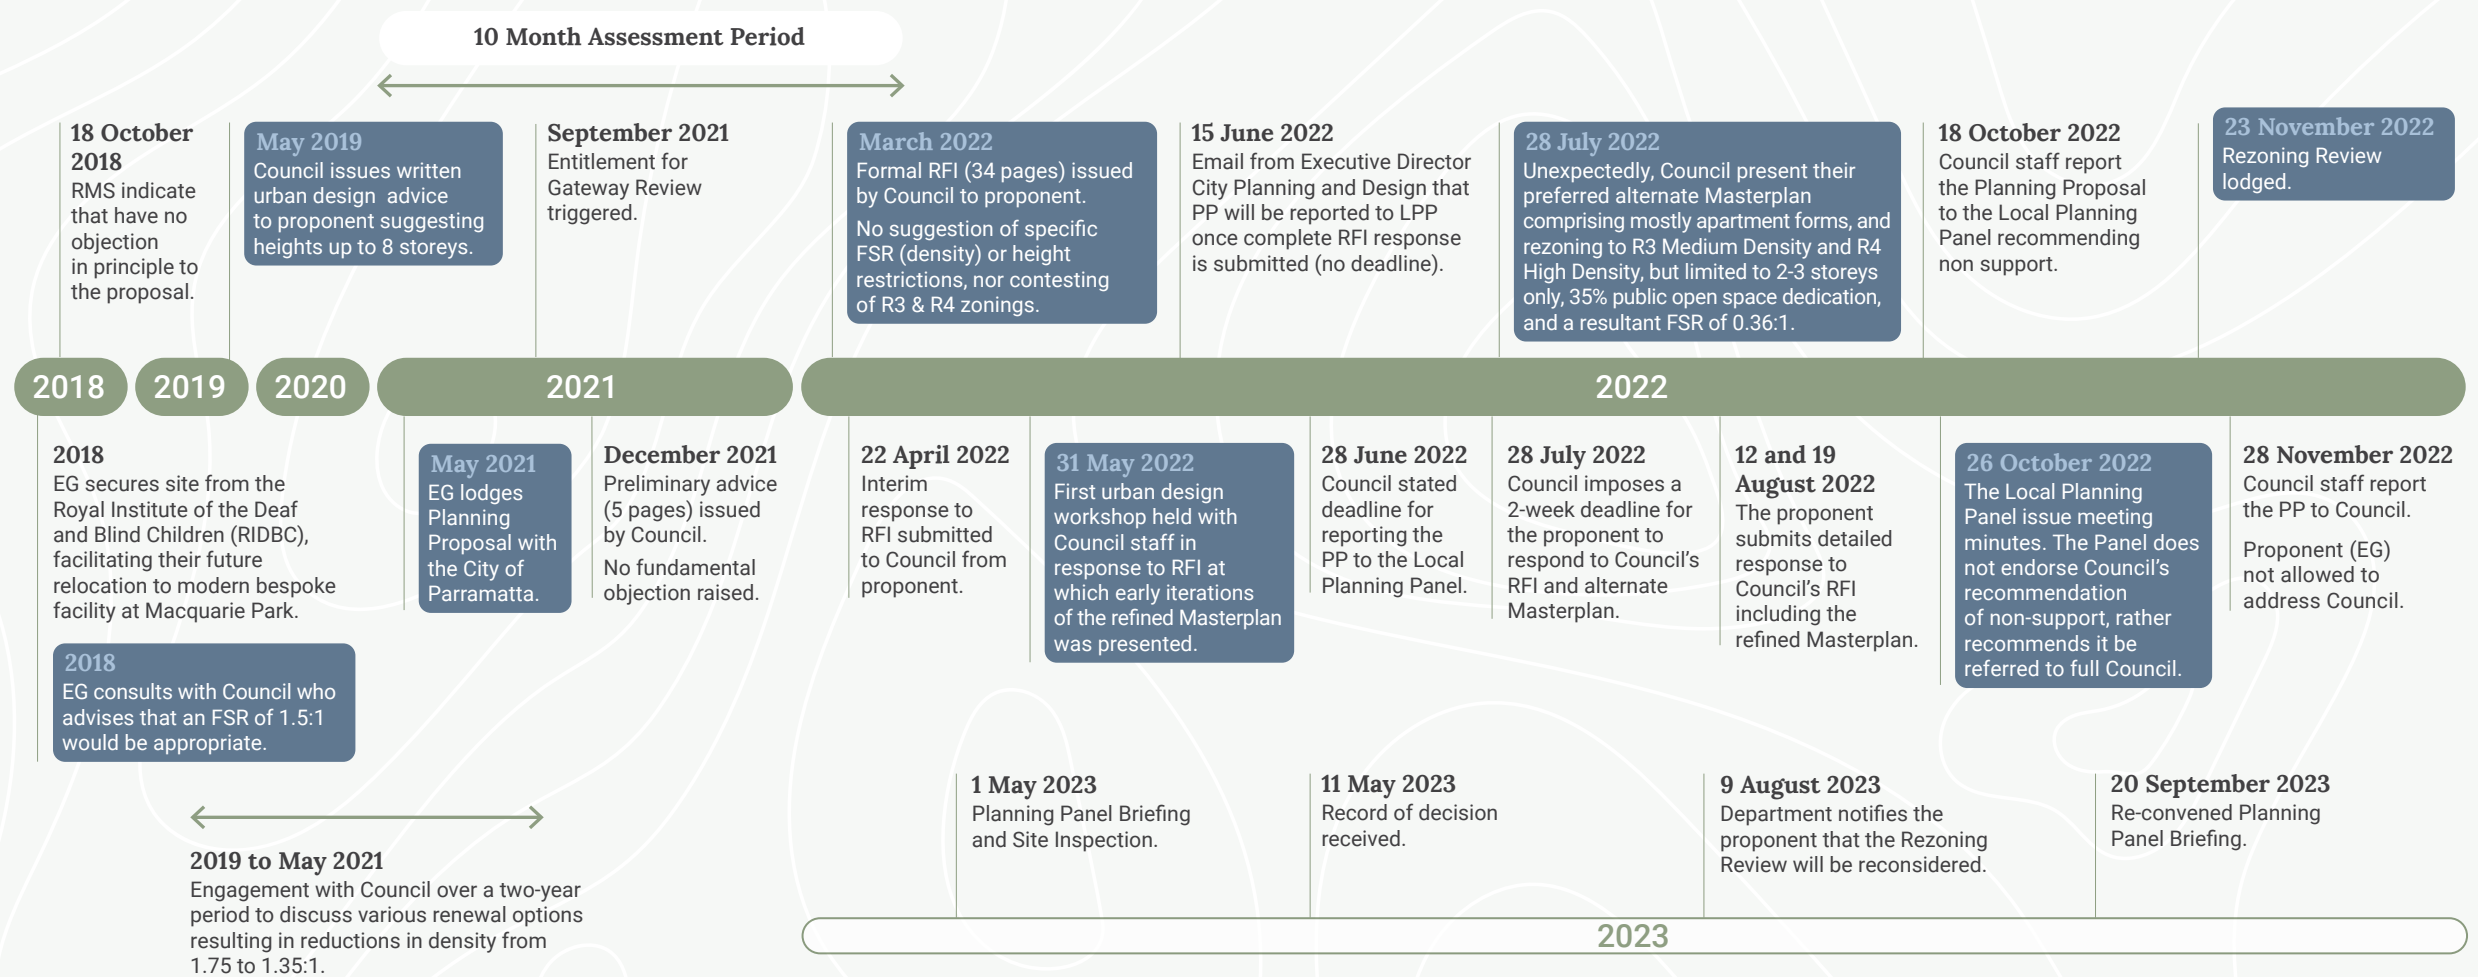 10 Month Assessment Period
18 October
2018
RMS indicate
that have no
objection
in principle to
the proposal.
May 2019
Council issues written
urban design advice
to proponent suggesting
heights up to 8 storeys.
September 2021
Entitlement for
Gateway Review
triggered.
March 2022
Formal RFI (34 pages) issued
by Council to proponent.
No suggestion of specific
FSR (density) or height
restrictions, nor contesting
of R3 & R4 zonings.
15 June 2022
Email from Executive Director
City Planning and Design that
PP will be reported to LPP
once complete RFI response
is submitted (no deadline).
28 July 2022
Unexpectedly, Council present their
preferred alternate Masterplan
comprising mostly apartment forms, and
rezoning to R3 Medium Density and R4
High Density, but limited to 2-3 storeys
only, 35% public open space dedication,
and a resultant FSR of 0.36:1.
18 October 2022
Council staff report
the Planning Proposal
to the Local Planning
Panel recommending
non support.
23 November 2022
Rezoning Review
lodged.
2018
2019
2020
2021
2022
2018
EG secures site from the
Royal Institute of the Deaf
and Blind Children (RIDBC),
facilitating their future
relocation to modern bespoke
facility at Macquarie Park.
2018
EG consults with Council who
advises that an FSR of 1.5:1
would be appropriate.
May 2021
EG lodges
Planning
Proposal with
the City of
Parramatta.
December 2021
Preliminary advice
(5 pages) issued
by Council.
No fundamental
objection raised.
22 April 2022
Interim
response to
RFI submitted
to Council from
proponent.
31 May 2022
First urban design
workshop held with
Council staff in
response to RFI at
which early iterations
of the refined Masterplan
was presented.
28 June 2022
Council stated
deadline for
reporting the
PP to the Local
Planning Panel.
28 July 2022
Council imposes a
2-week deadline for
the proponent to
respond to Council's
RFI and alternate
Masterplan.
12 and 19
August 2022
The proponent
submits detailed
response to
Council's RFI
including the
refined Masterplan.
26 October 2022
The Local Planning
Panel issue meeting
minutes. The Panel does
not endorse Council's
recommendation
of non-support, rather
recommends it be
referred to full Council.
28 November 2022
Council staff report
the PP to Council.
Proponent (EG)
not allowed to
address Council.
2019 to May 2021
Engagement with Council over a two-year
period to discuss various renewal options
resulting in reductions in density from
1.75 to 1.35:1.
1 May 2023
Planning Panel Briefing
and Site Inspection.
11 May 2023
Record of decision
received.
9 August 2023
Department notifies the
proponent that the Rezoning
Review will be reconsidered.
20 September 2023
Re-convened Planning
Panel Briefing.
2023